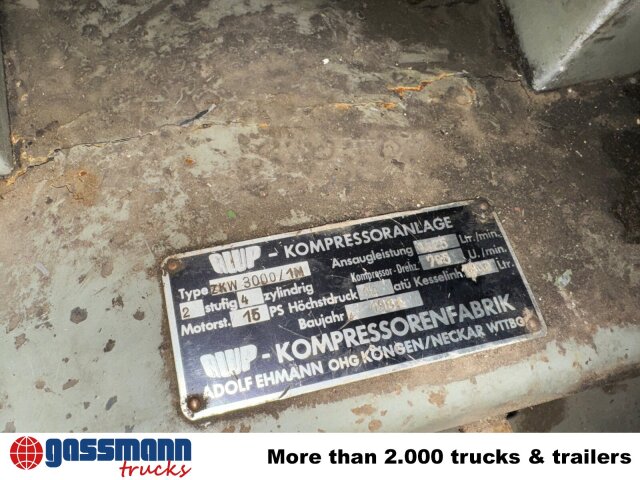 ALUP - KOMPRESSORANLAGE
Type ZKW 3000/1M Ansaugleistung Ltr./min.
2 stufig 4 zylindrig Kompressor-Drehz. 780 U./min.
Motorst. 15 PS Höchstdruck atü Kesselinh. Ltr.
Baujahr
ALUP - KOMPRESSORENFABRIK
ADOLF EHMANN OHG KÖNGEN/NECKAR WTTBG
gassmann
trucks
More than 2.000 trucks & trailers